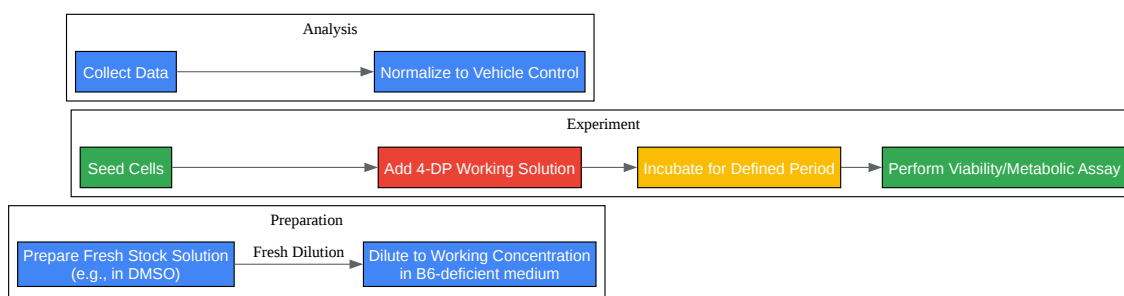 Analysis
Collect Data
Normalize to Vehicle Control
Experiment
Seed Cells
Add 4-DP Working Solution
Incubate for Defined Period
Perform Viability/Metabolic Assay
Preparation
Prepare Fresh Stock Solution
(e.g., in DMSO)
Fresh Dilution
Dilute to Working Concentration
in B6-deficient medium